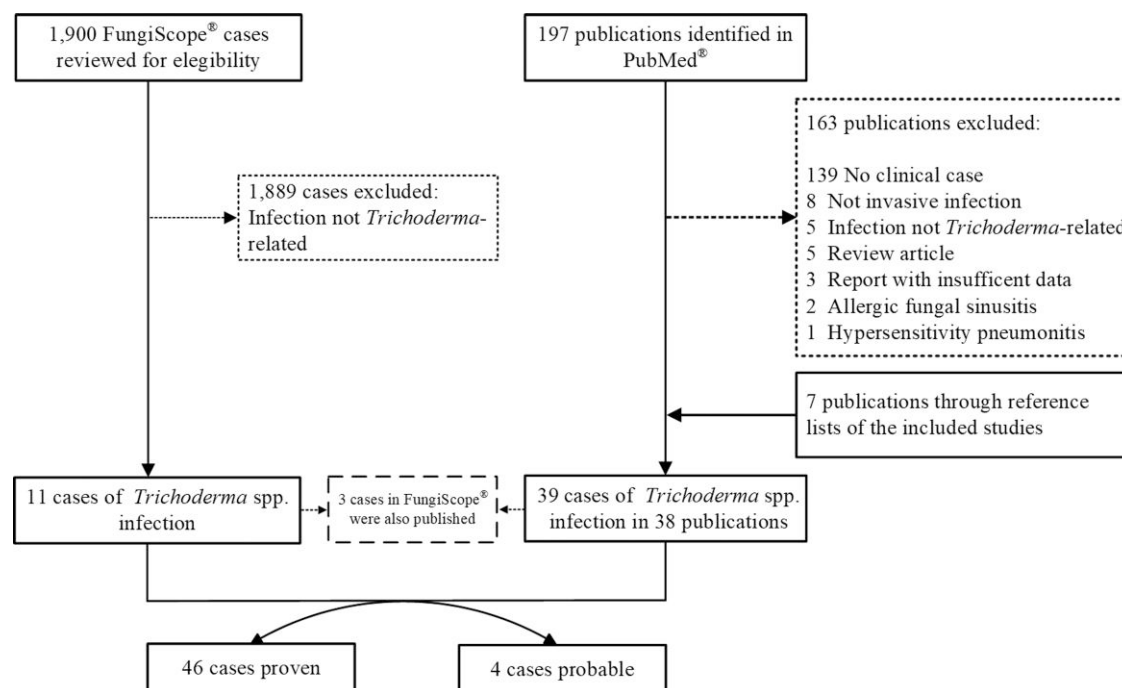 1,900 FungiScope® cases
reviewed for elegibility
197 publications identified in
PubMed®
163 publications excluded:
139 No clinical case
8 Not invasive infection
5 Infection not Trichoderma-related
5 Review article
3 Report with insufficent data
2 Allergic fungal sinusitis
1 Hypersensitivity pneumonitis
1,889 cases excluded:
Infection not Trichoderma-
related
7 publications through reference
lists of the included studies
11 cases of Trichoderma spp.
infection
3 cases in FungiScope®
were also published
39 cases of Trichoderma spp.
infection in 38 publications
46 cases proven
4 cases probable